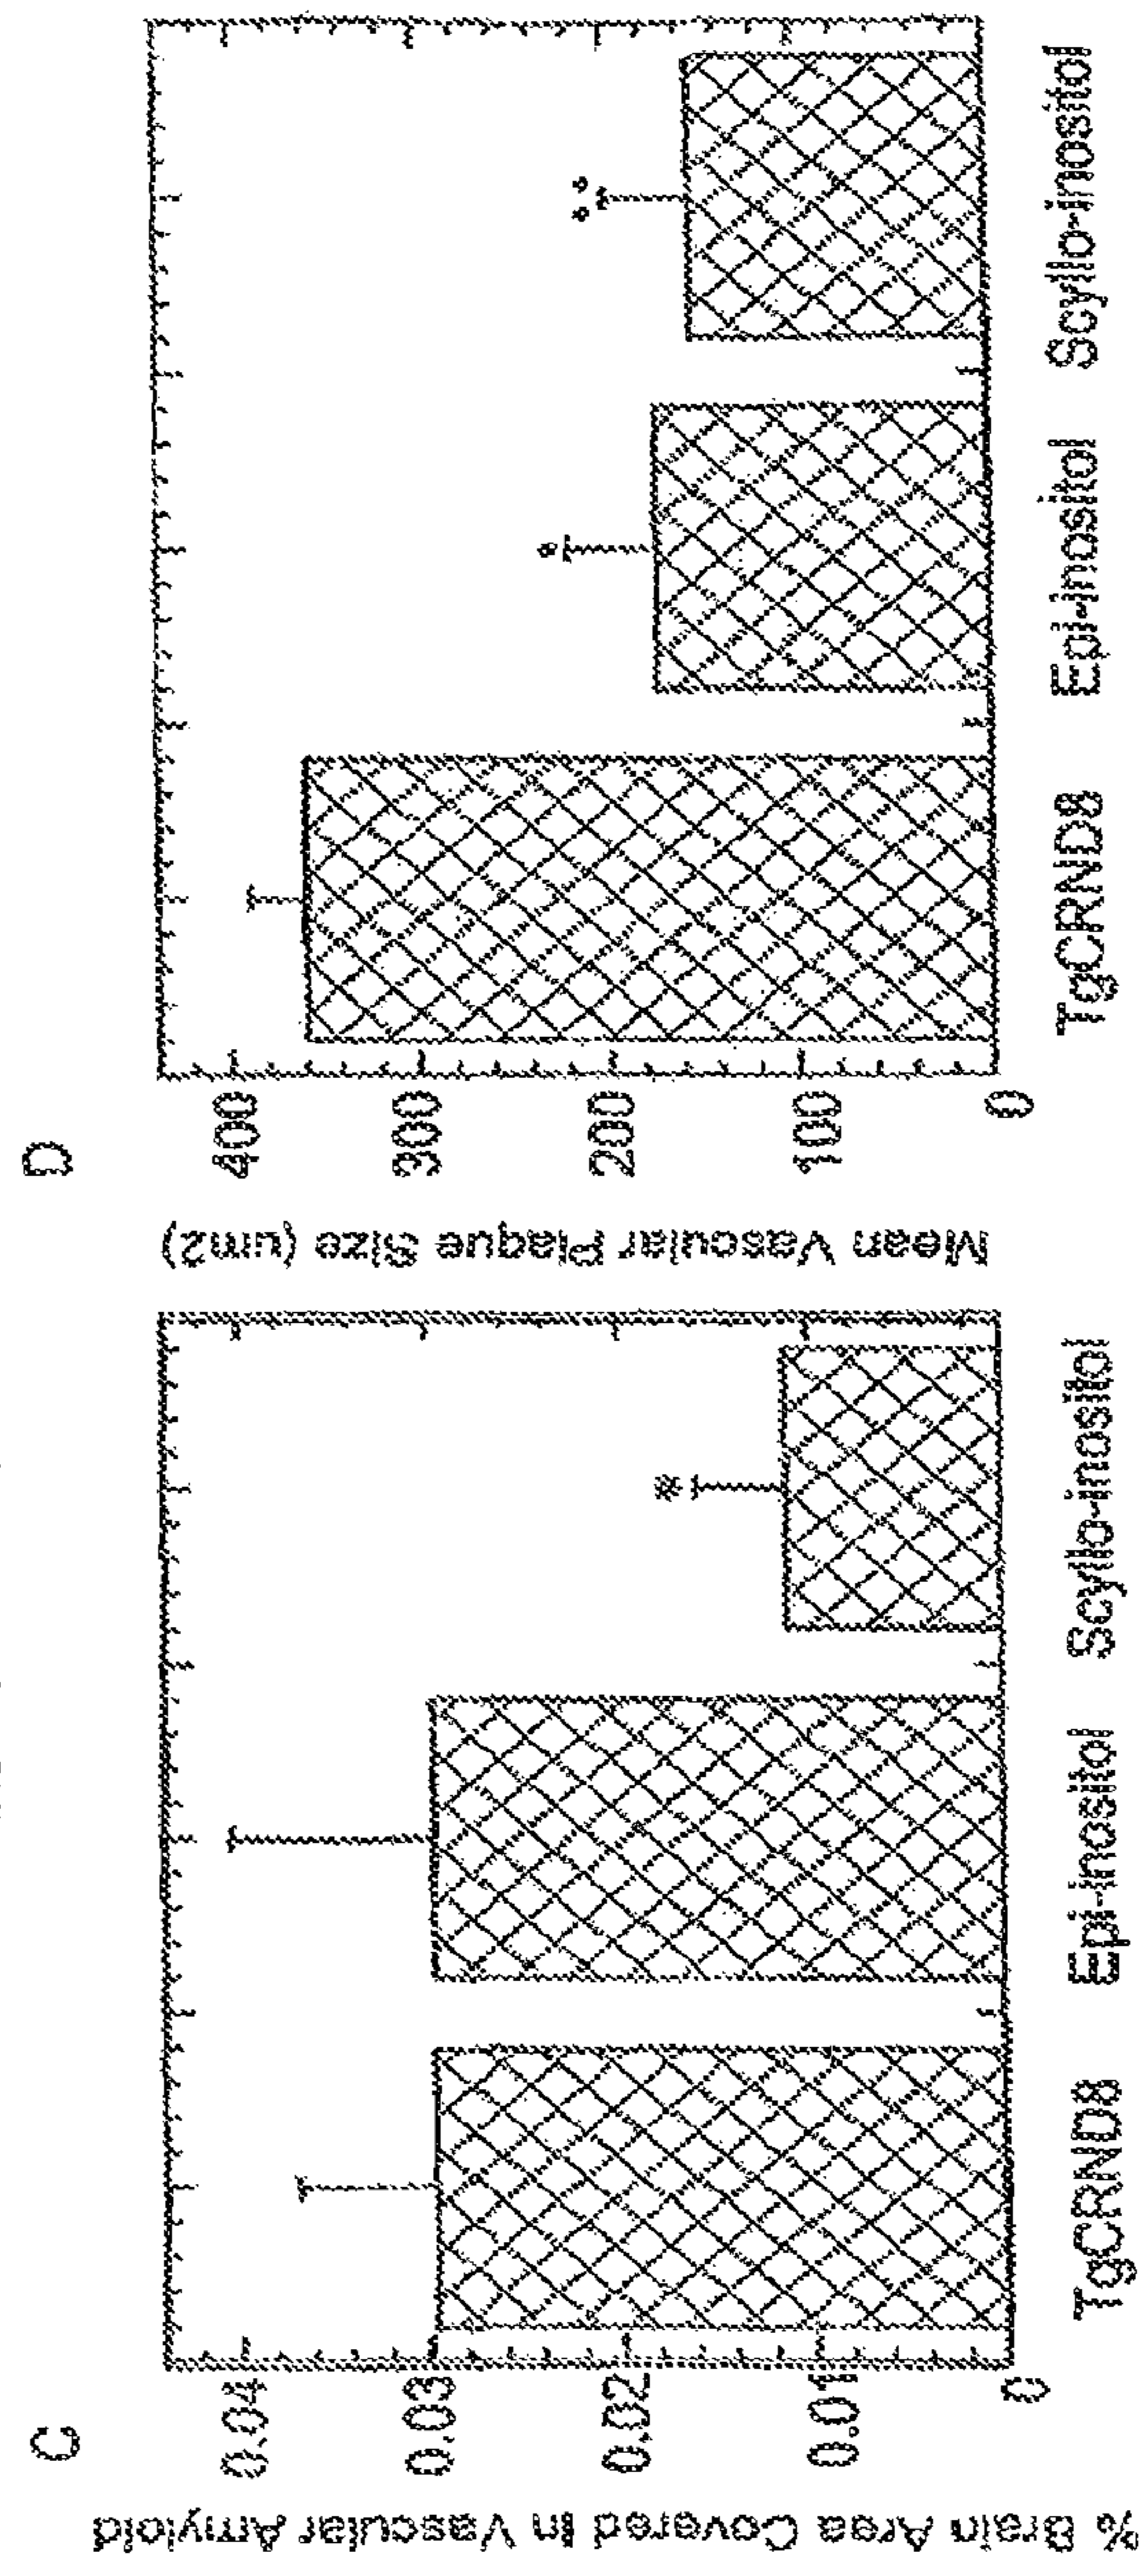 C
% Brain Area Covered In Vascular Amyloid
0.04
0.03
0.02
0.01
0
TgCRND8 Epi-inositol Scyllo-inositol
*
D
Mean Vascular Plaque Size (um2)
400
300
200
100
0
TgCRND8 Epi-inositol Scyllo-inositol
*
**